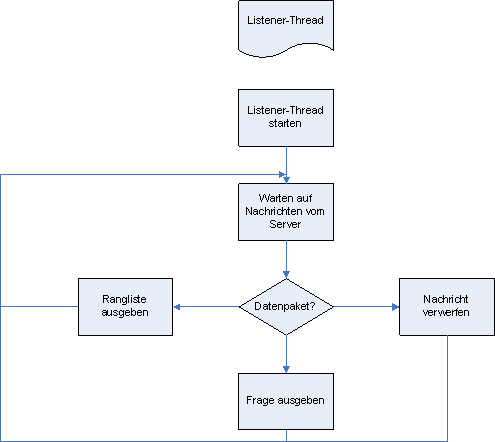 Listener-Thread
Listener-Thread
starten
Warten auf
Nachrichten vom
Server
Rangliste
ausgeben
Datenpaket?
Nachricht
verwerfen
Frage ausgeben